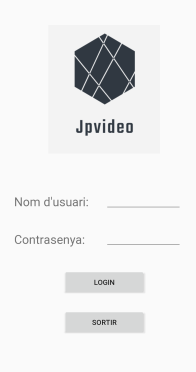 Jpvideo
Nom d'usuari:
Contrasenya:
LOGIN
SORTIR